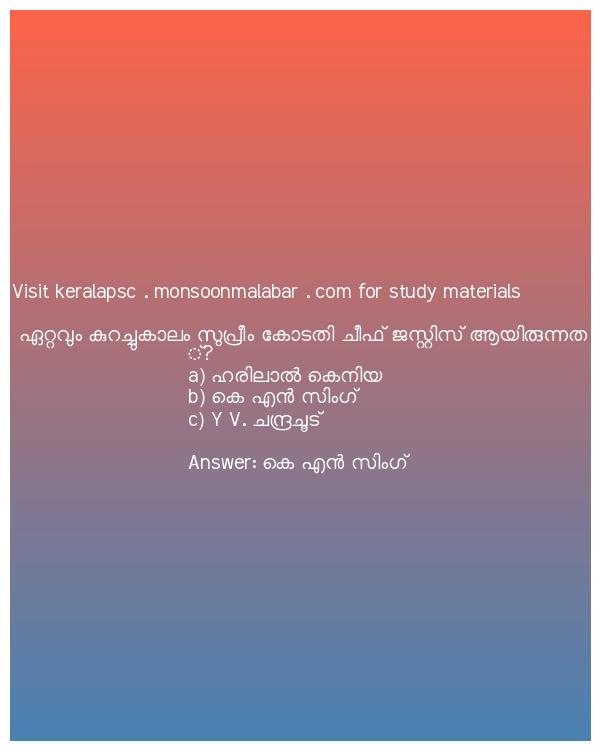 Visit keralapsc . monsoonmalabar . com for study materials
ഏറ്റവും കുറച്ചുകാലം സുപ്രീം കോടതി ചീഫ് ജസ്റ്റിസ് ആയിരുന്നത
്?
a) ഹരിലാൽ കെനിയ
b) കെ എൻ സിംഗ്
c) Y V. ചന്ദ്രചൂട്
Answer: കെ എൻ സിംഗ്